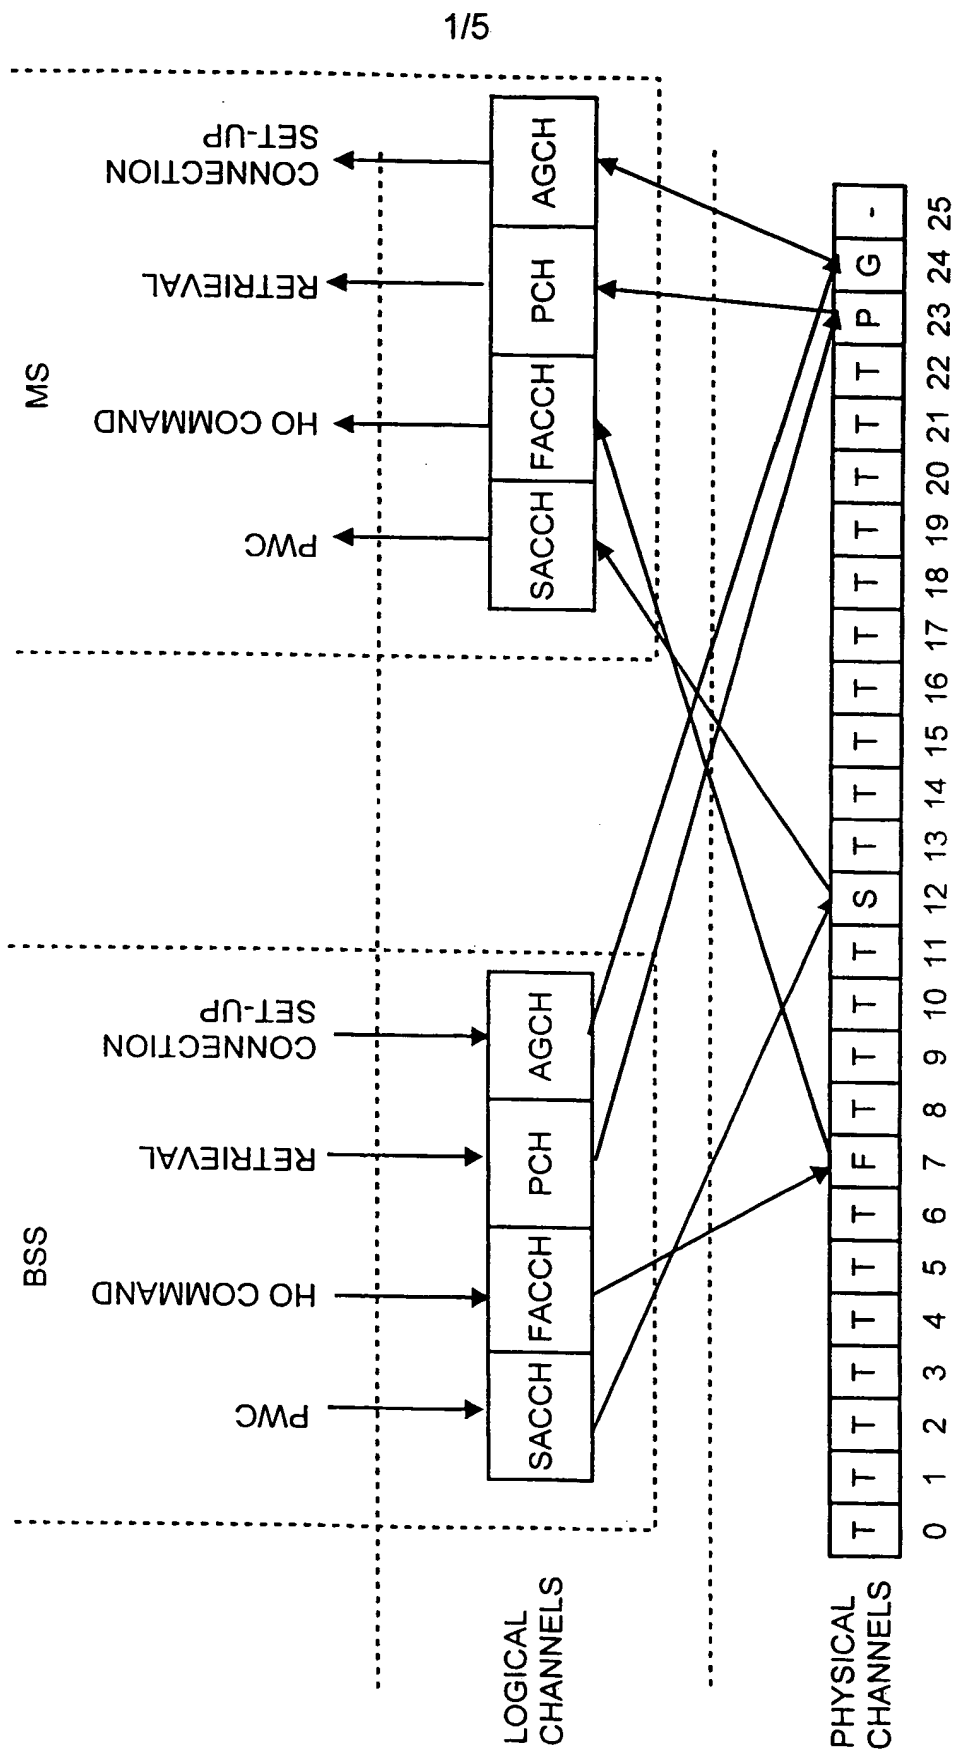 1/5
BSS
MS
PWC
HO COMMAND
RETRIEVAL
CONNECTION
SET-UP
PWC
HO COMMAND
RETRIEVAL
CONNECTION
SET-UP
LOGICAL
CHANNELS
SACCH FACCH PCH AGCH
SACCH FACCH PCH AGCH
PHYSICAL
CHANNELS
T T T T T T T F T T T T S T T T T T T T T T T P G -
0 1 2 3 4 5 6 7 8 9 10 11 12 13 14 15 16 17 18 19 20 21 22 23 24 25